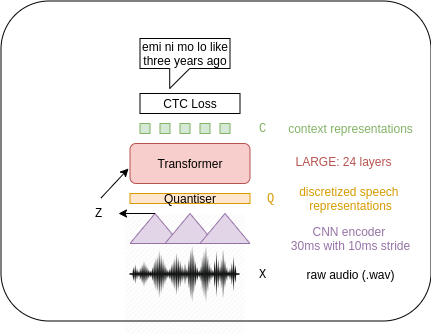 emi ni mo lo like
three years ago
CTC Loss
C
context representations
Transformer
LARGE: 24 layers
Quantiser
Q
discretized speech
representations
Z
CNN encoder
30ms with 10ms stride
X
raw audio (.wav)